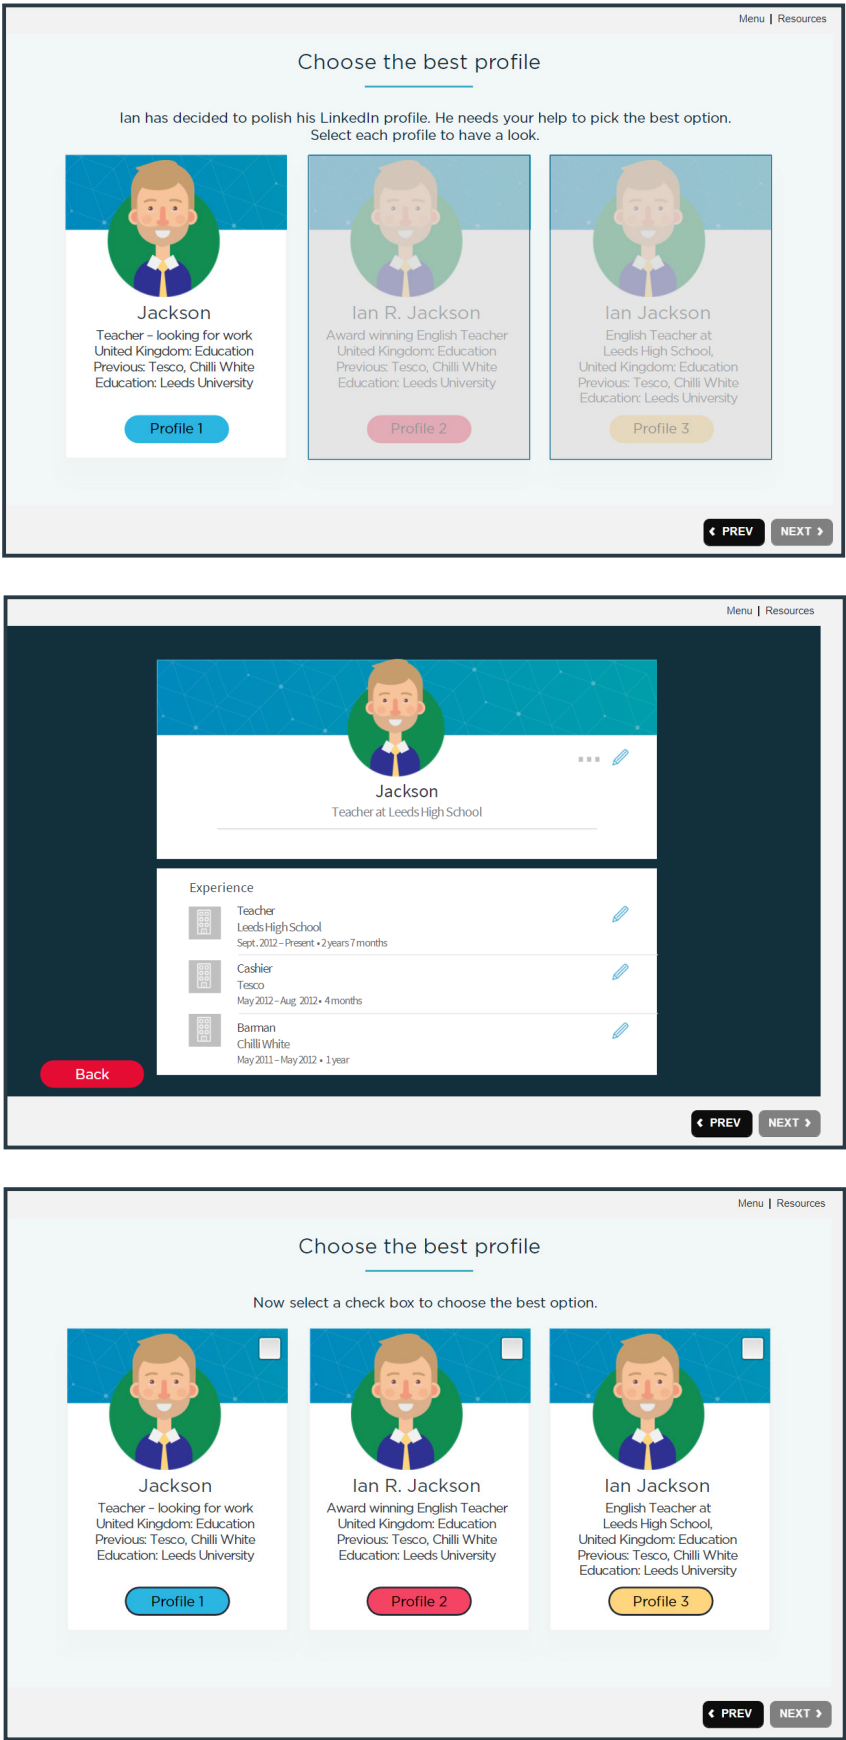 Menu | Resources
Choose the best profile
Ian has decided to polish his LinkedIn profile. He needs your help to pick the best option.
Select each profile to have a look.
Jackson
Teacher – looking for work
United Kingdom: Education
Previous: Tesco, Chilli White
Education: Leeds University
Profile 1
Ian R. Jackson
Award winning English Teacher
United Kingdom: Education
Previous: Tesco, Chilli White
Education: Leeds University
Profile 2
Ian Jackson
English Teacher at
Leeds High School,
United Kingdom: Education
Previous: Tesco, Chilli White
Education: Leeds University
Profile 3
PREV NEXT
Menu | Resources
Jackson
Teacher at Leeds High School
Experience
Teacher
Leeds High School
Sept. 2012 – Present • 2 years 7 months
Cashier
Tesco
May 2012 – Aug 2012 • 4 months
Barman
Chilli White
May 2011 – May 2012 • 1 year
Back
PREV NEXT
Menu | Resources
Choose the best profile
Now select a check box to choose the best option.
Jackson
Teacher – looking for work
United Kingdom: Education
Previous: Tesco, Chilli White
Education: Leeds University
Profile 1
Ian R. Jackson
Award winning English Teacher
United Kingdom: Education
Previous: Tesco, Chilli White
Education: Leeds University
Profile 2
Ian Jackson
English Teacher at
Leeds High School,
United Kingdom: Education
Previous: Tesco, Chilli White
Education: Leeds University
Profile 3
PREV NEXT